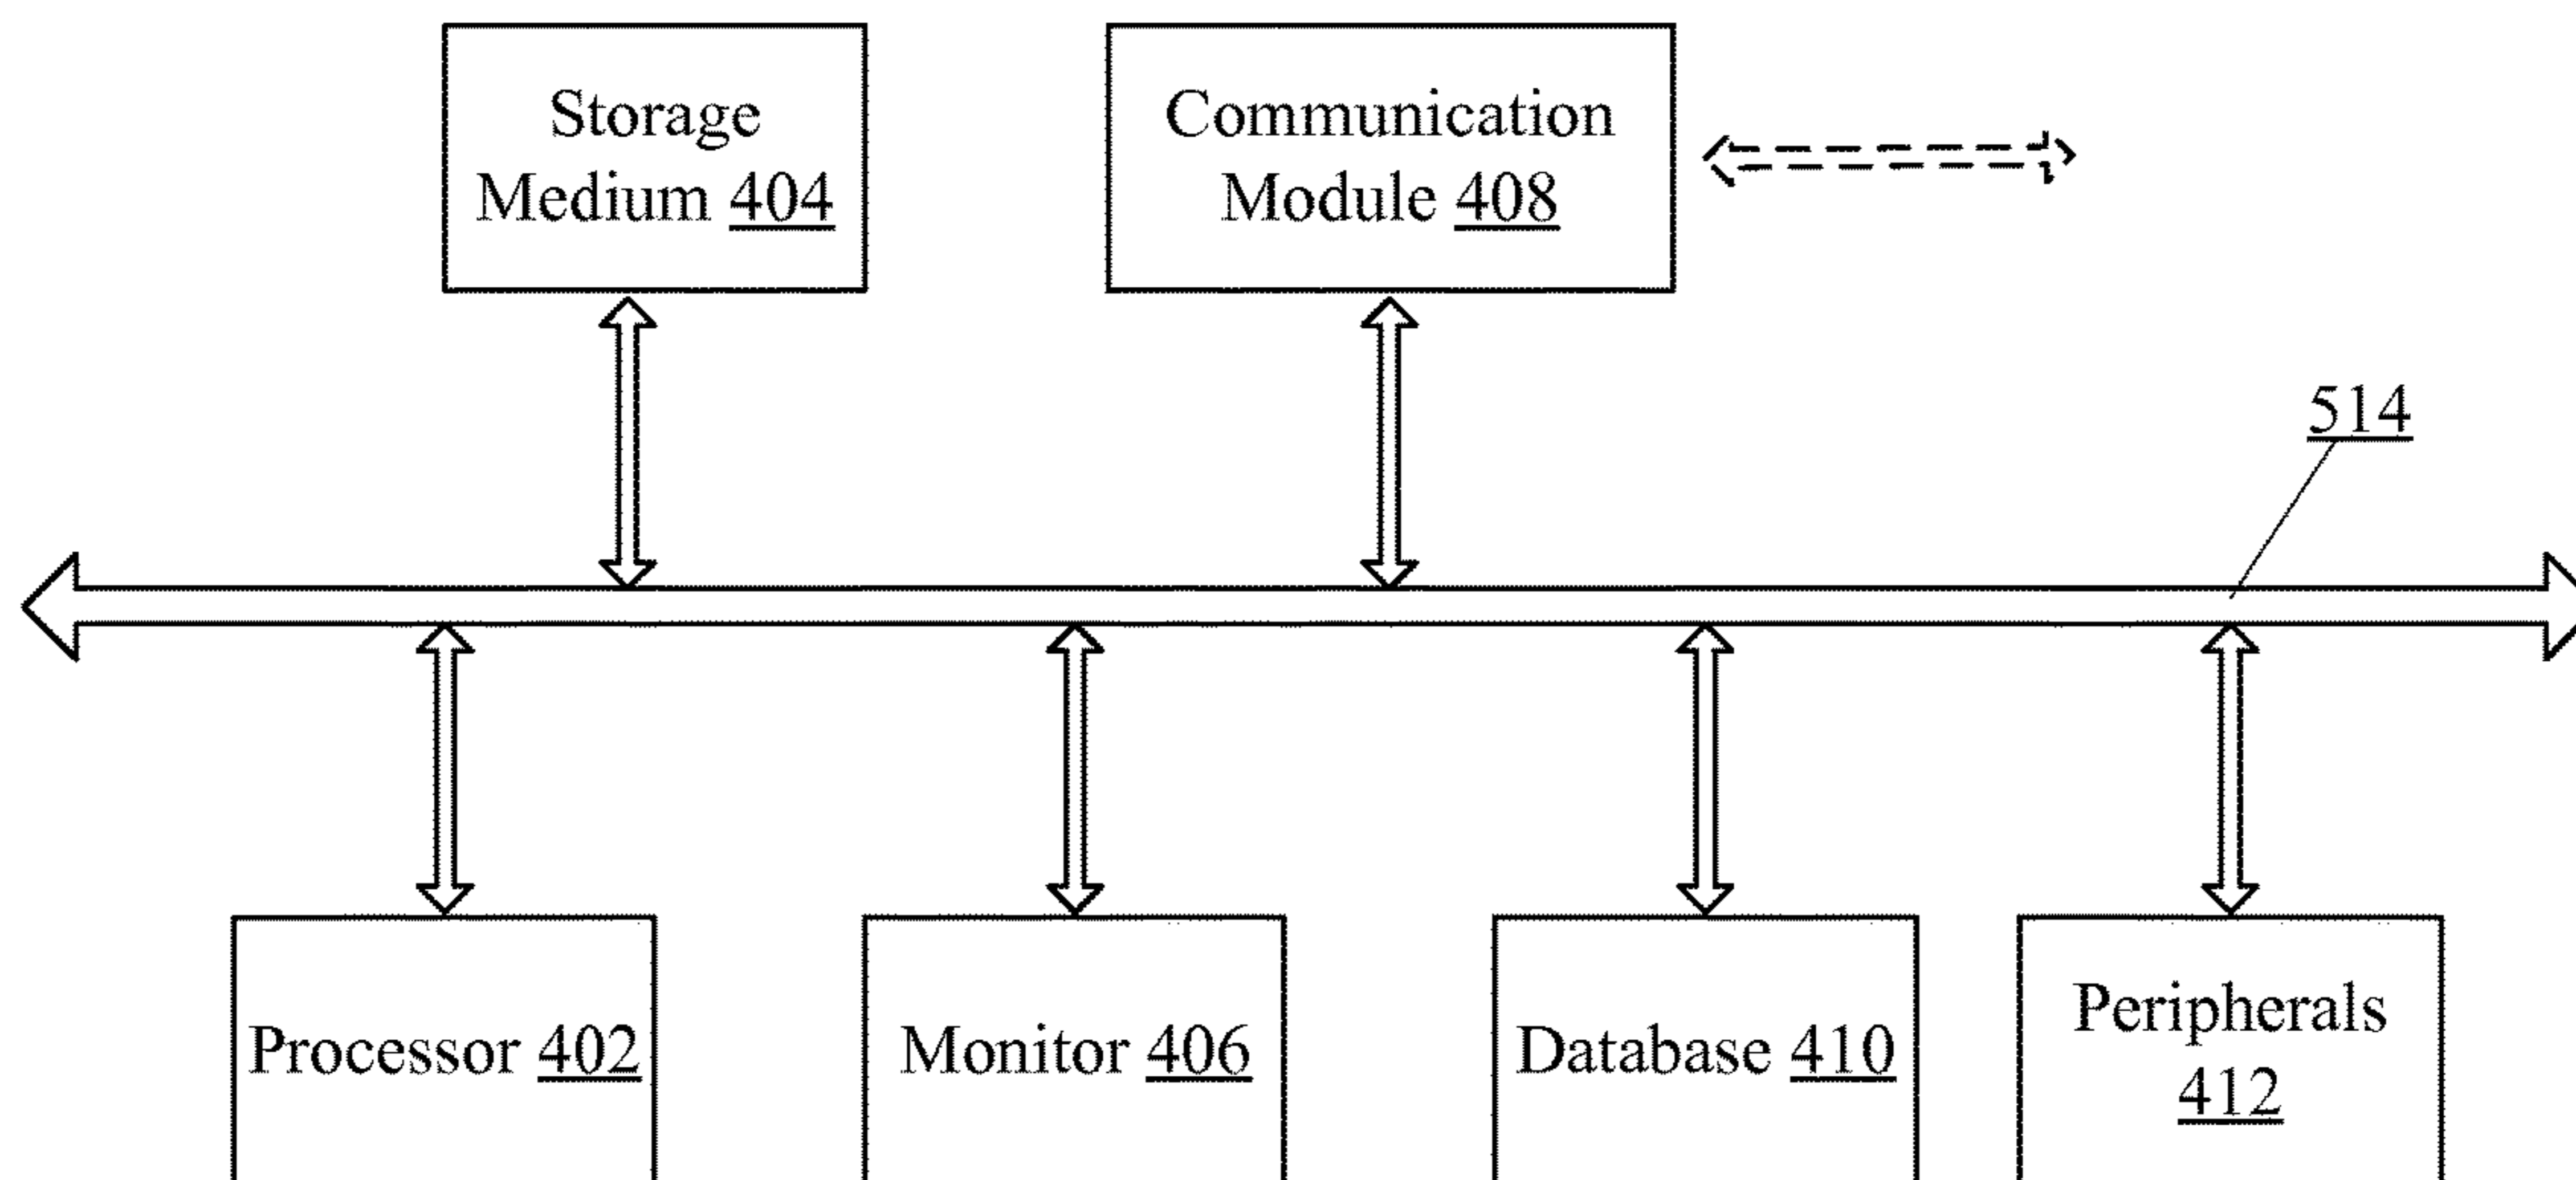 Storage
Medium 404
Communication
Module 408
514
Processor 402
Monitor 406
Database 410
Peripherals
412